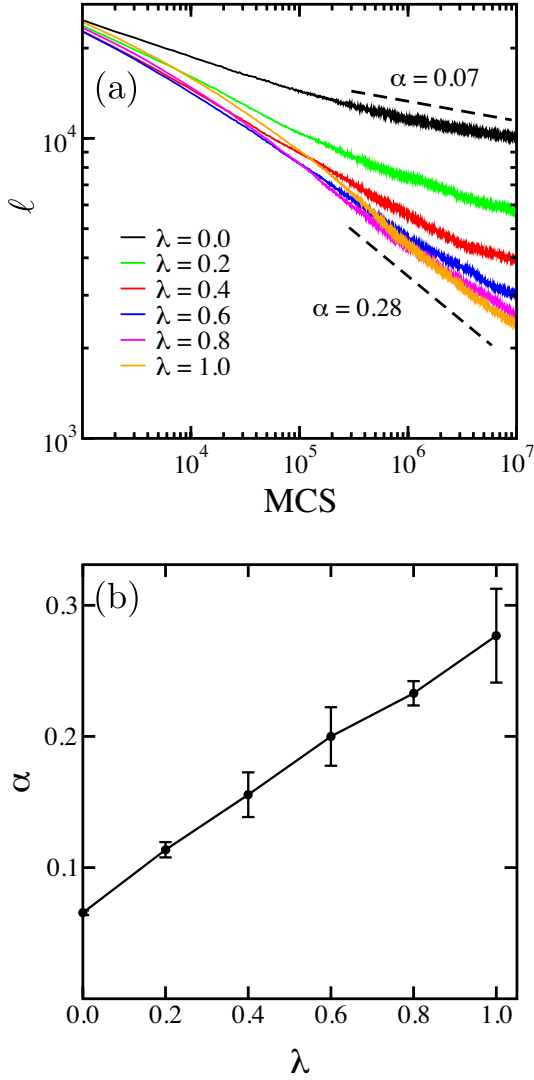 (a)
α = 0.07
10⁴
ℓ
λ = 0.0
λ = 0.2
λ = 0.4
λ = 0.6
λ = 0.8
λ = 1.0
α = 0.28
10³
10⁴ 10⁵ 10⁶ 10⁷
MCS
(b)
0.3
0.2
α
0.1
0.0 0.2 0.4 0.6 0.8 1.0
λ